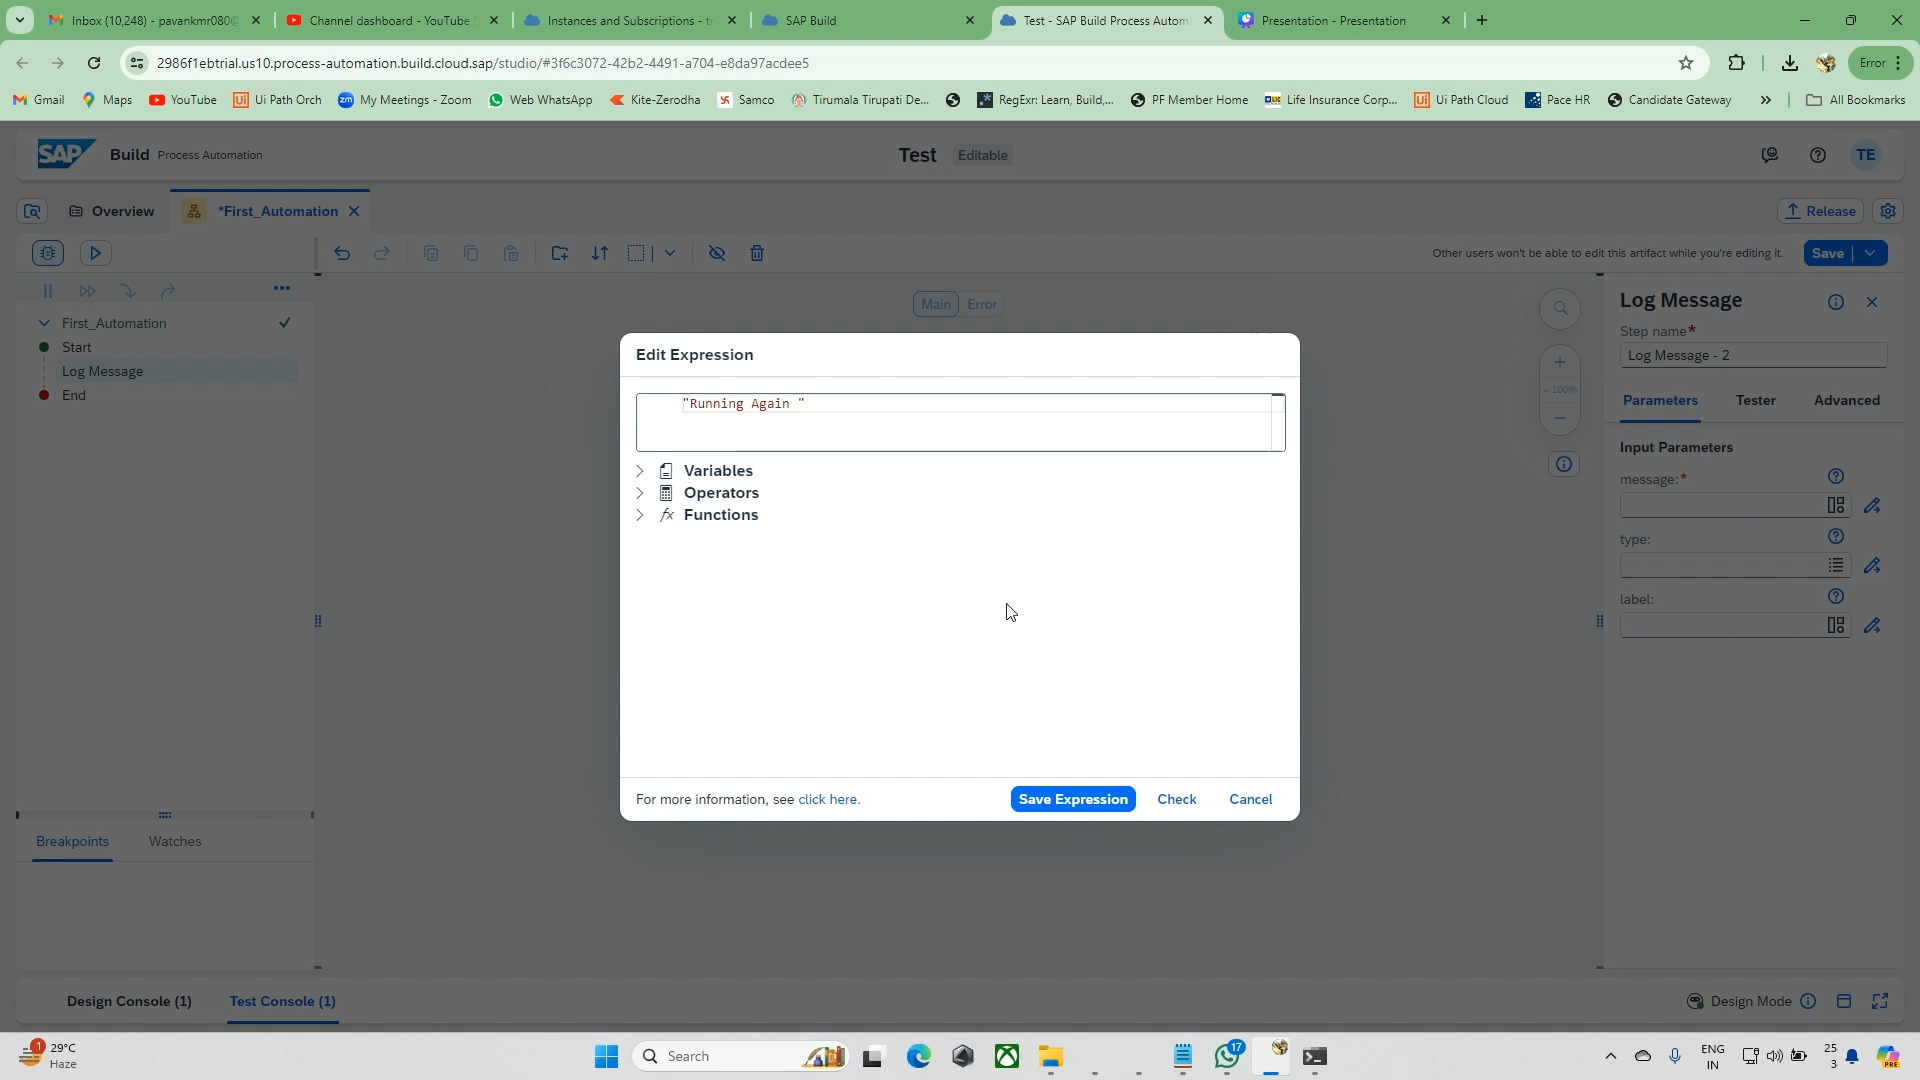 Inbox (10,248) - pavankmr080@
Channel dashboard - YouTube S
Instances and Subscriptions - tr
SAP Build
Test - SAP Build Process Autom
Presentation - Presentation
2986f1ebtrial.us10.process-automation.build.cloud.sap/studio/#3f6c3072-42b2-4491-a704-e8da97acdee5
Error
Gmail
Maps
YouTube
Ui Path Orch
My Meetings - Zoom
Web WhatsApp
Kite-Zerodha
Samco
Tirumala Tirupati De...
RegExr: Learn, Build,...
PF Member Home
Life Insurance Corp...
Ui Path Cloud
Pace HR
Candidate Gateway
All Bookmarks
SAP Build Process Automation
Test Editable
TE
Overview
*First_Automation
Release
Other users won't be able to edit this artifact while you're editing it.
Save
First_Automation
Start
Log Message
End
Main Error
100%
Log Message
Step name*
Log Message - 2
Parameters Tester Advanced
Input Parameters
message:*
type:
label:
Edit Expression
"Running Again "
Variables
Operators
Functions
For more information, see click here.
Save Expression
Check
Cancel
Breakpoints
Watches
Design Console (1)
Test Console (1)
Design Mode
1
29°C
Haze
Search
17
ENG
IN
25
3
PRE